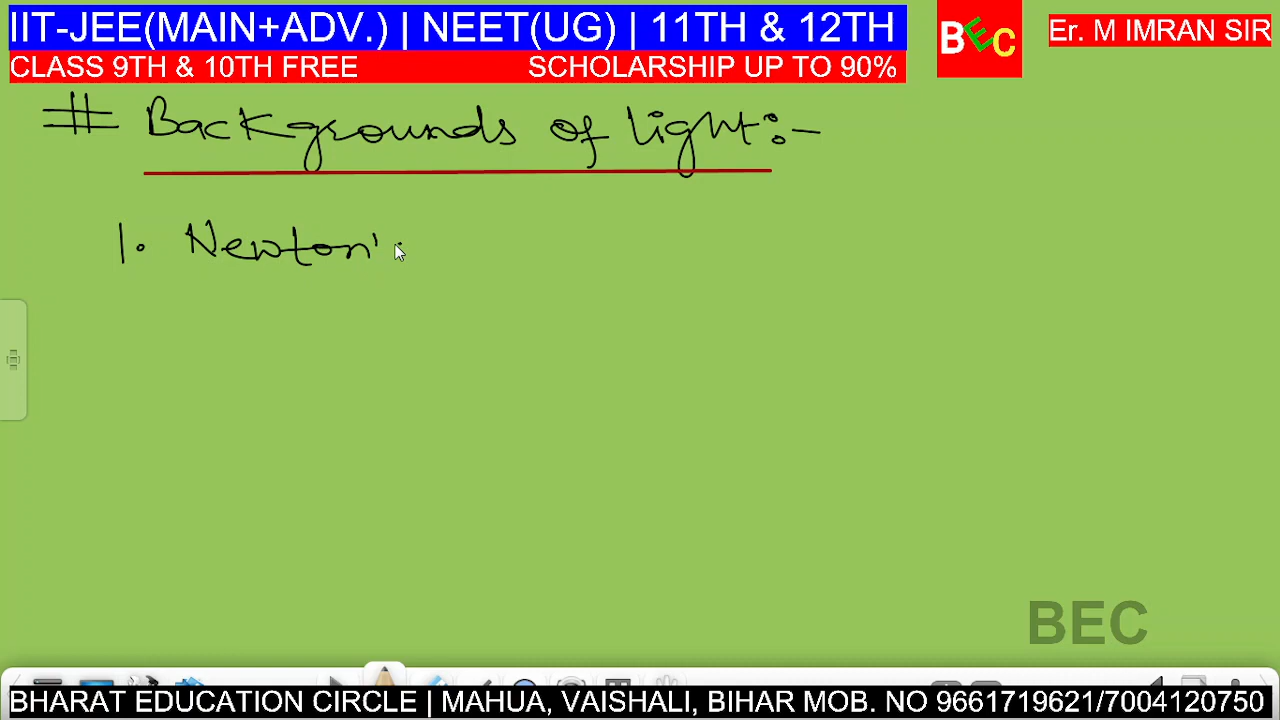 IIT-JEE(MAIN+ADV.) | NEET(UG) | 11TH & 12TH
CLASS 9TH & 10TH FREE SCHOLARSHIP UP TO 90%
BEC
Er. M IMRAN SIR
# Backgrounds of light:-
1. Newton'
BEC
BHARAT EDUCATION CIRCLE | MAHUA, VAISHALI, BIHAR MOB. NO 9661719621/7004120750